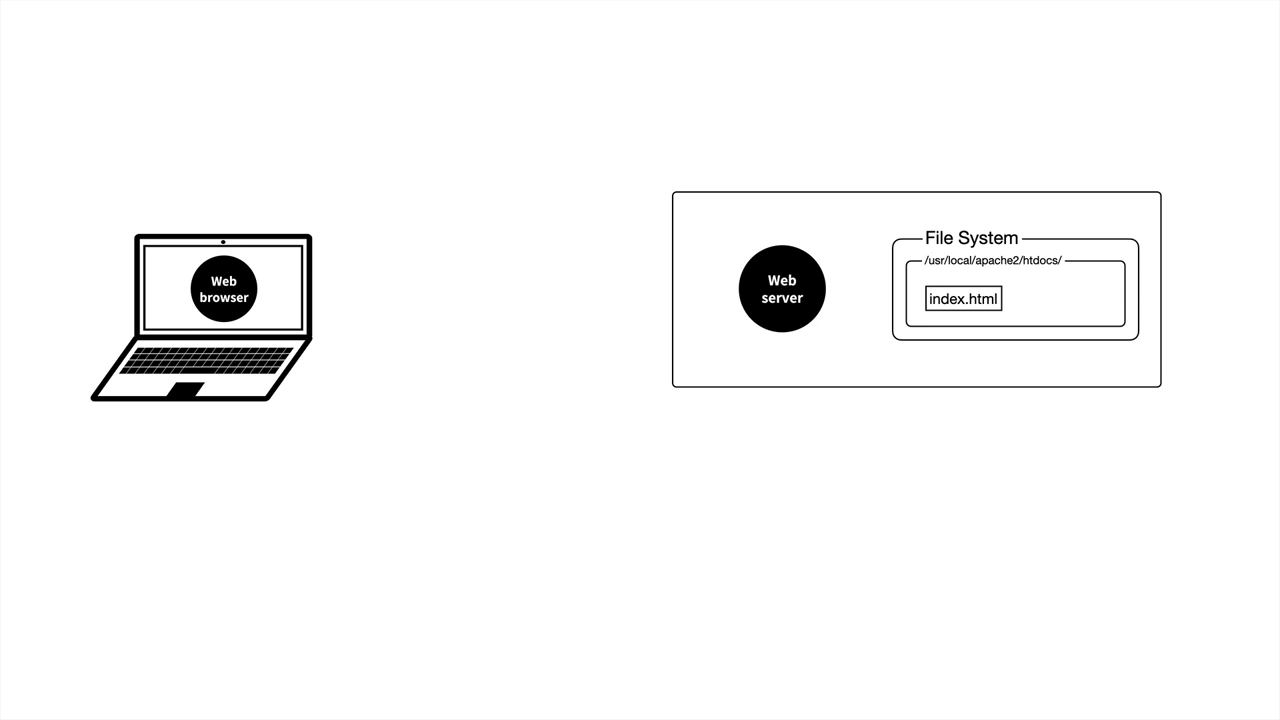 Web
browser
Web
server
File System
/usr/local/apache2/htdocs/
index.html